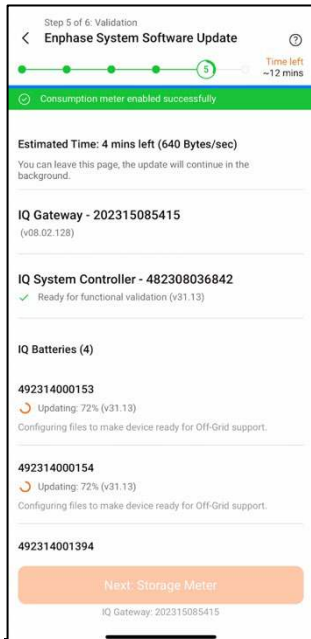 Step 5 of 6: Validation
Enphase System Software Update
5
Time left
~12 mins
Consumption meter enabled successfully
Estimated Time: 4 mins left (640 Bytes/sec)
You can leave this page, the update will continue in the
background.
IQ Gateway - 202315085415
(v08.02.128)
IQ System Controller - 482308036842
Ready for functional validation (v31.13)
IQ Batteries (4)
492314000153
Updating: 72% (v31.13)
Configuring files to make device ready for Off-Grid support.
492314000154
Updating: 72% (v31.13)
Configuring files to make device ready for Off-Grid support.
492314001394
Next: Storage Meter
IQ Gateway: 202315085415